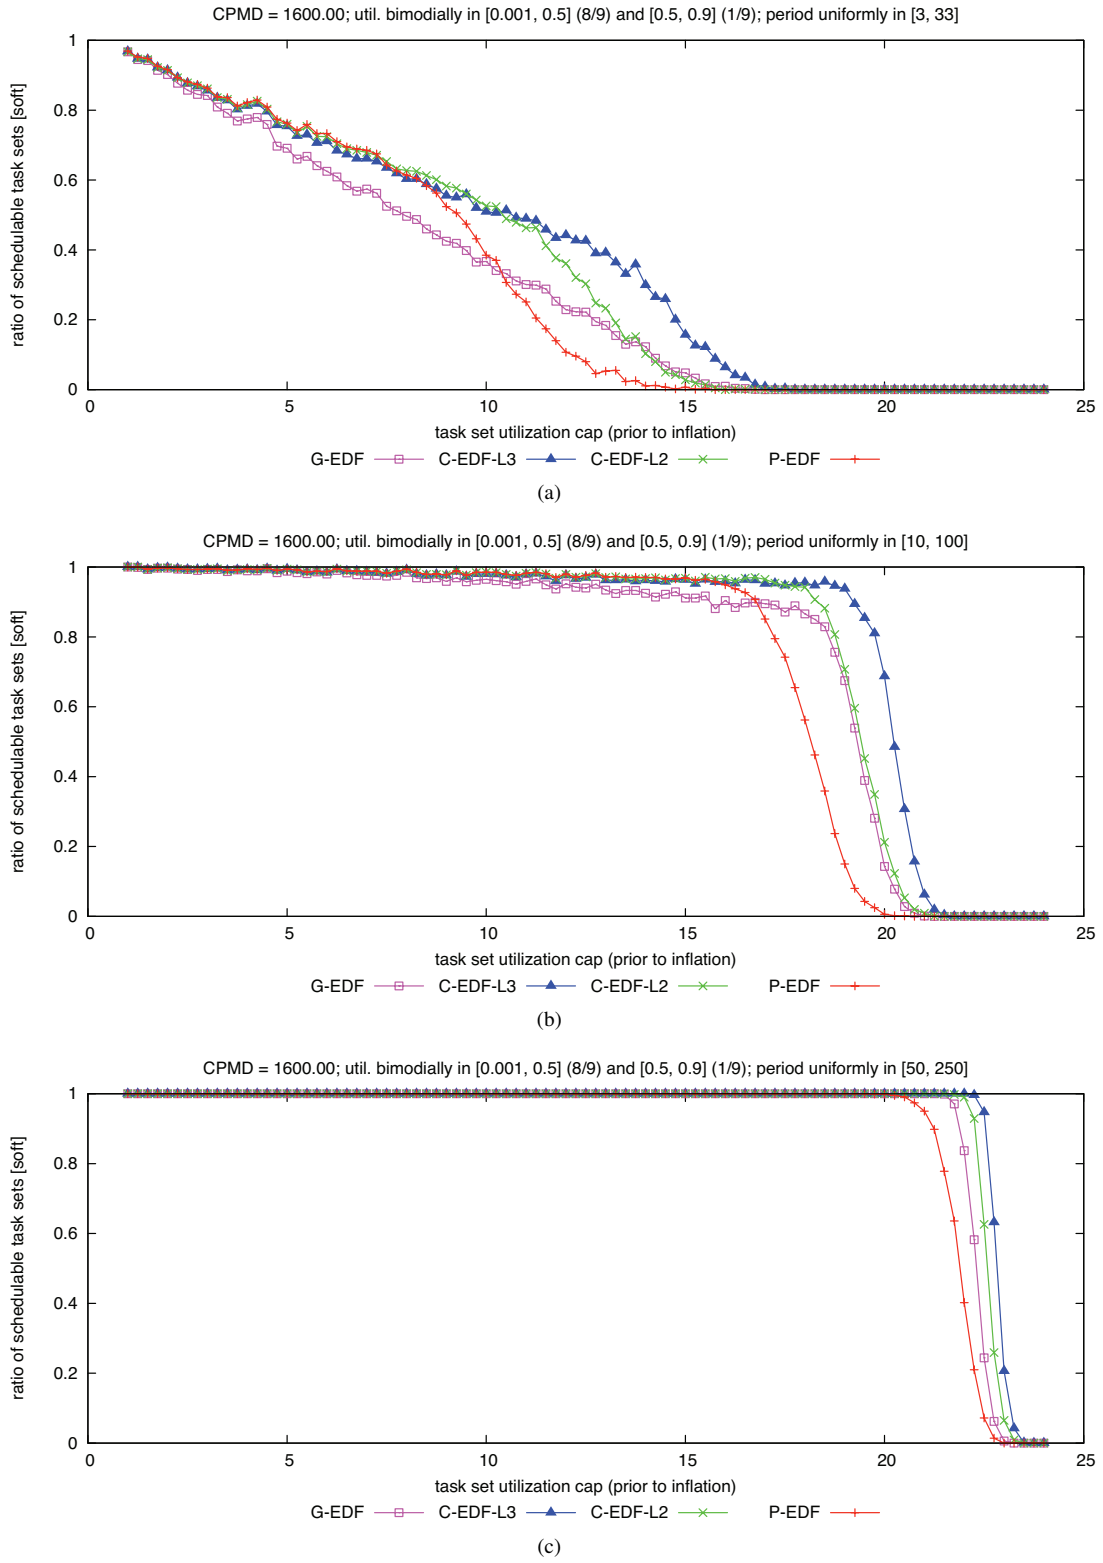 CPMD = 1600.00; util. bimodially in [0.001, 0.5] (8/9) and [0.5, 0.9] (1/9); period uniformly in [3, 33]
1
0.8
0.6
0.4
0.2
0
ratio of schedulable task sets [soft]
0 5 10 15 20 25
task set utilization cap (prior to inflation)
G-EDF C-EDF-L3 C-EDF-L2 P-EDF
(a)
CPMD = 1600.00; util. bimodially in [0.001, 0.5] (8/9) and [0.5, 0.9] (1/9); period uniformly in [10, 100]
1
0.8
0.6
0.4
0.2
0
ratio of schedulable task sets [soft]
0 5 10 15 20 25
task set utilization cap (prior to inflation)
G-EDF C-EDF-L3 C-EDF-L2 P-EDF
(b)
CPMD = 1600.00; util. bimodially in [0.001, 0.5] (8/9) and [0.5, 0.9] (1/9); period uniformly in [50, 250]
1
0.8
0.6
0.4
0.2
0
ratio of schedulable task sets [soft]
0 5 10 15 20 25
task set utilization cap (prior to inflation)
G-EDF C-EDF-L3 C-EDF-L2 P-EDF
(c)